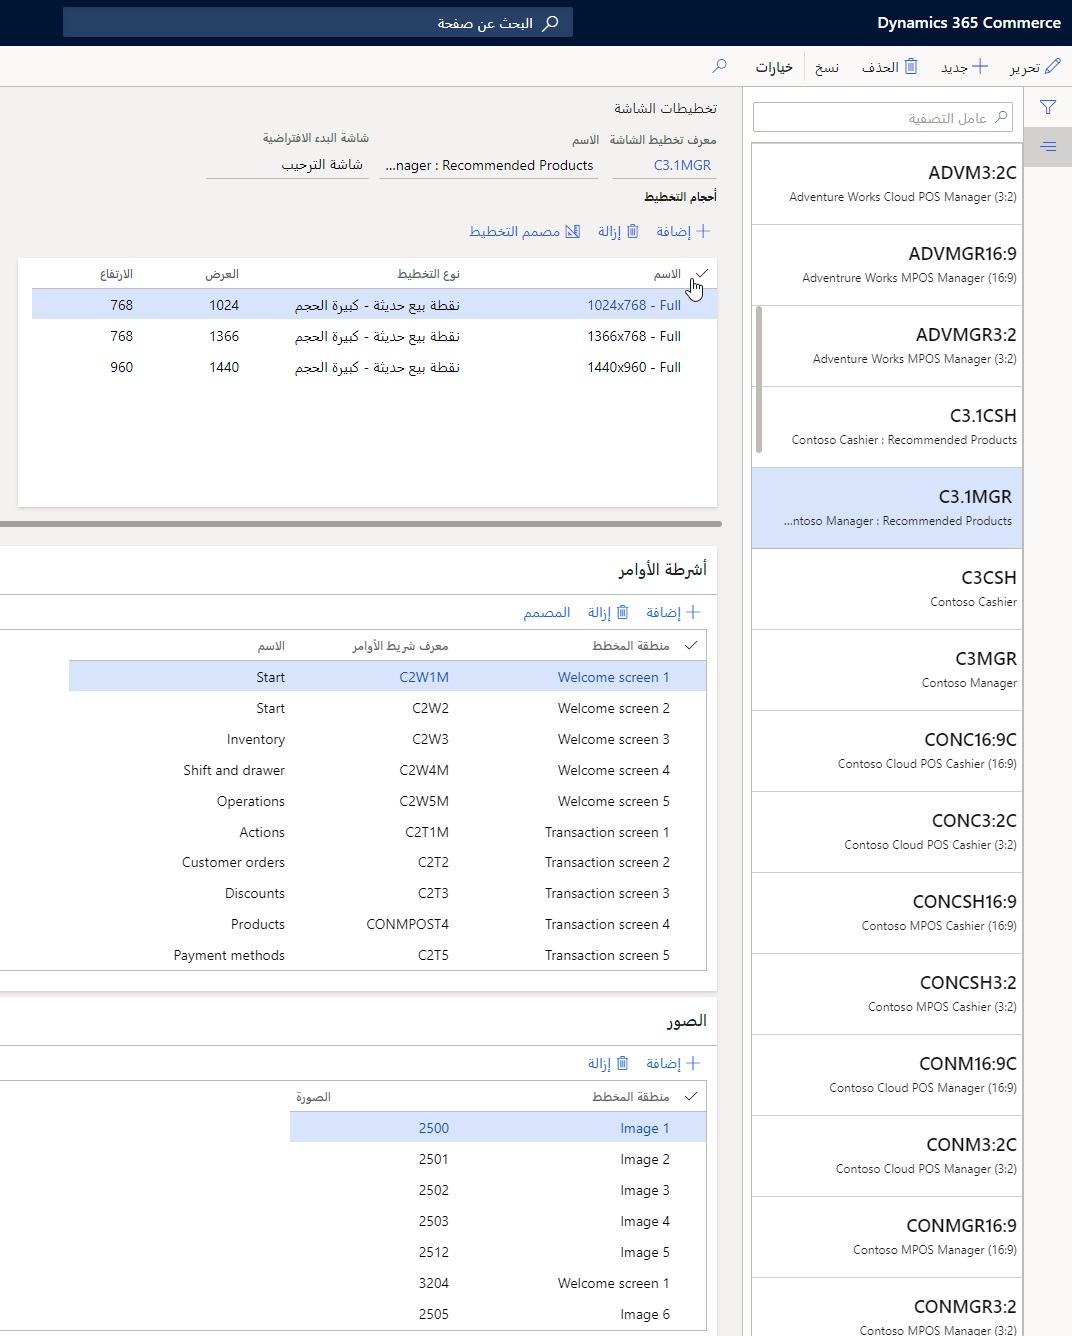 Dynamics 365 Commerce
البحث عن صفحة
تحرير
جديد
الحذف
نسخ
خيارات
عامل التصفية
ADVM3:2C
Adventure Works Cloud POS Manager (3:2)
ADVMGR16:9
Adventrure Works MPOS Manager (16:9)
ADVMGR3:2
Adventure Works MPOS Manager (3:2)
C3.1CSH
Contoso Cashier : Recommended Products
C3.1MGR
...ntoso Manager : Recommended Products
C3CSH
Contoso Cashier
C3MGR
Contoso Manager
CONC16:9C
Contoso Cloud POS Cashier (16:9)
CONC3:2C
Contoso Cloud POS Cashier (3:2)
CONCSH16:9
Contoso MPOS Cashier (16:9)
CONCSH3:2
Contoso MPOS Cashier (3:2)
CONM16:9C
Contoso Cloud POS Manager (16:9)
CONM3:2C
Contoso Cloud POS Manager (3:2)
CONMGR16:9
Contoso MPOS Manager (16:9)
CONMGR3:2
Contoso MPOS Manager (3:2)
تخطيطات الشاشة
معرف تخطيط الشاشة الاسم شاشة البدء الافتراضية
C3.1MGR ...nager : Recommended Products شاشة الترحيب
أحجام التخطيط
إضافة إزالة مصمم التخطيط
الاسم نوع التخطيط العرض الارتفاع
1024x768 - Full نقطة بيع حديثة - كبيرة الحجم 1024 768
1366x768 - Full نقطة بيع حديثة - كبيرة الحجم 1366 768
1440x960 - Full نقطة بيع حديثة - كبيرة الحجم 1440 960
أشرطة الأوامر
إضافة إزالة المصمم
منطقة المخطط معرف شريط الأوامر الاسم
Welcome screen 1 C2W1M Start
Welcome screen 2 C2W2 Start
Welcome screen 3 C2W3 Inventory
Welcome screen 4 C2W4M Shift and drawer
Welcome screen 5 C2W5M Operations
Transaction screen 1 C2T1M Actions
Transaction screen 2 C2T2 Customer orders
Transaction screen 3 C2T3 Discounts
Transaction screen 4 CONMPOST4 Products
Transaction screen 5 C2T5 Payment methods
الصور
إضافة إزالة
منطقة المخطط الصورة
Image 1 2500
Image 2 2501
Image 3 2502
Image 4 2503
Image 5 2512
Welcome screen 1 3204
Image 6 2505